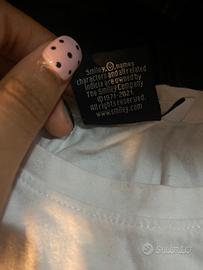 Smiley, names
characters and all related
indicia are owned by
The Smiley Company
©1971-2021.
All rights reserved.
www.smiley.com
Subito.it